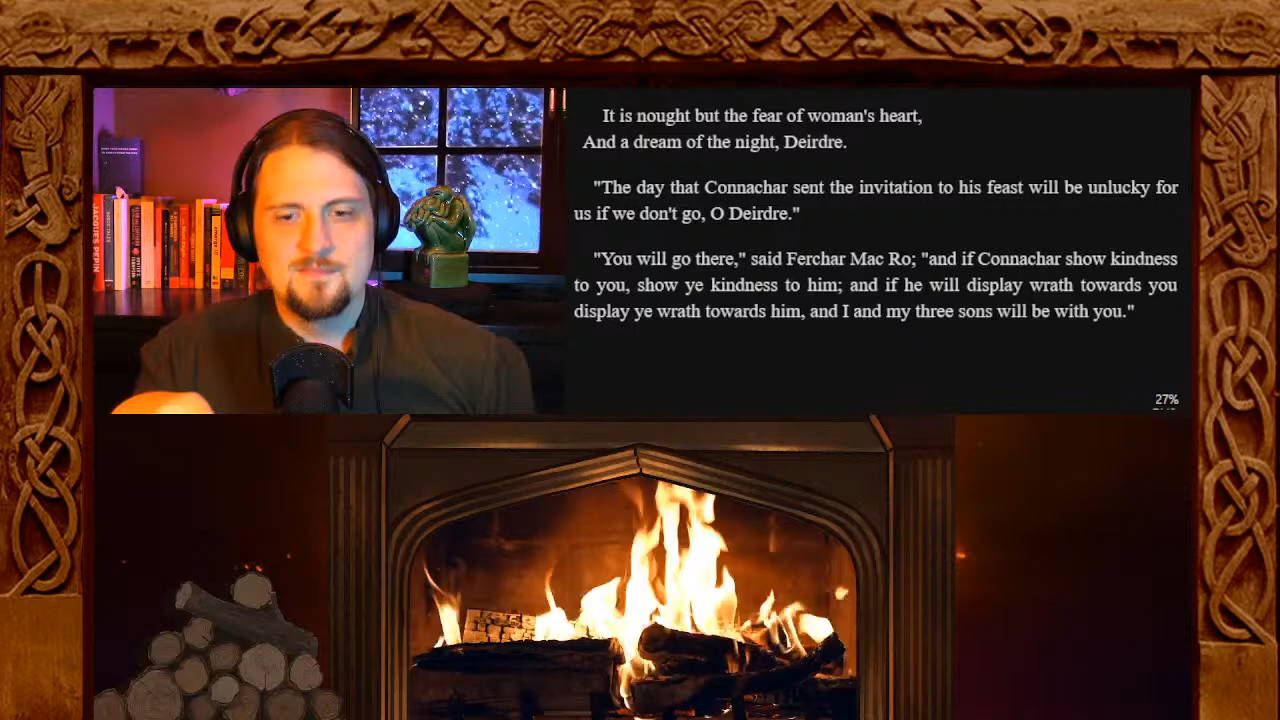 It is nought but the fear of woman's heart,
And a dream of the night, Deirdre.
"The day that Connachar sent the invitation to his feast will be unlucky for
us if we don't go, O Deirdre."
"You will go there," said Ferchar Mac Ro; "and if Connachar show kindness
to you, show ye kindness to him; and if he will display wrath towards you
display ye wrath towards him, and I and my three sons will be with you."
27%
JACQUES PEPIN